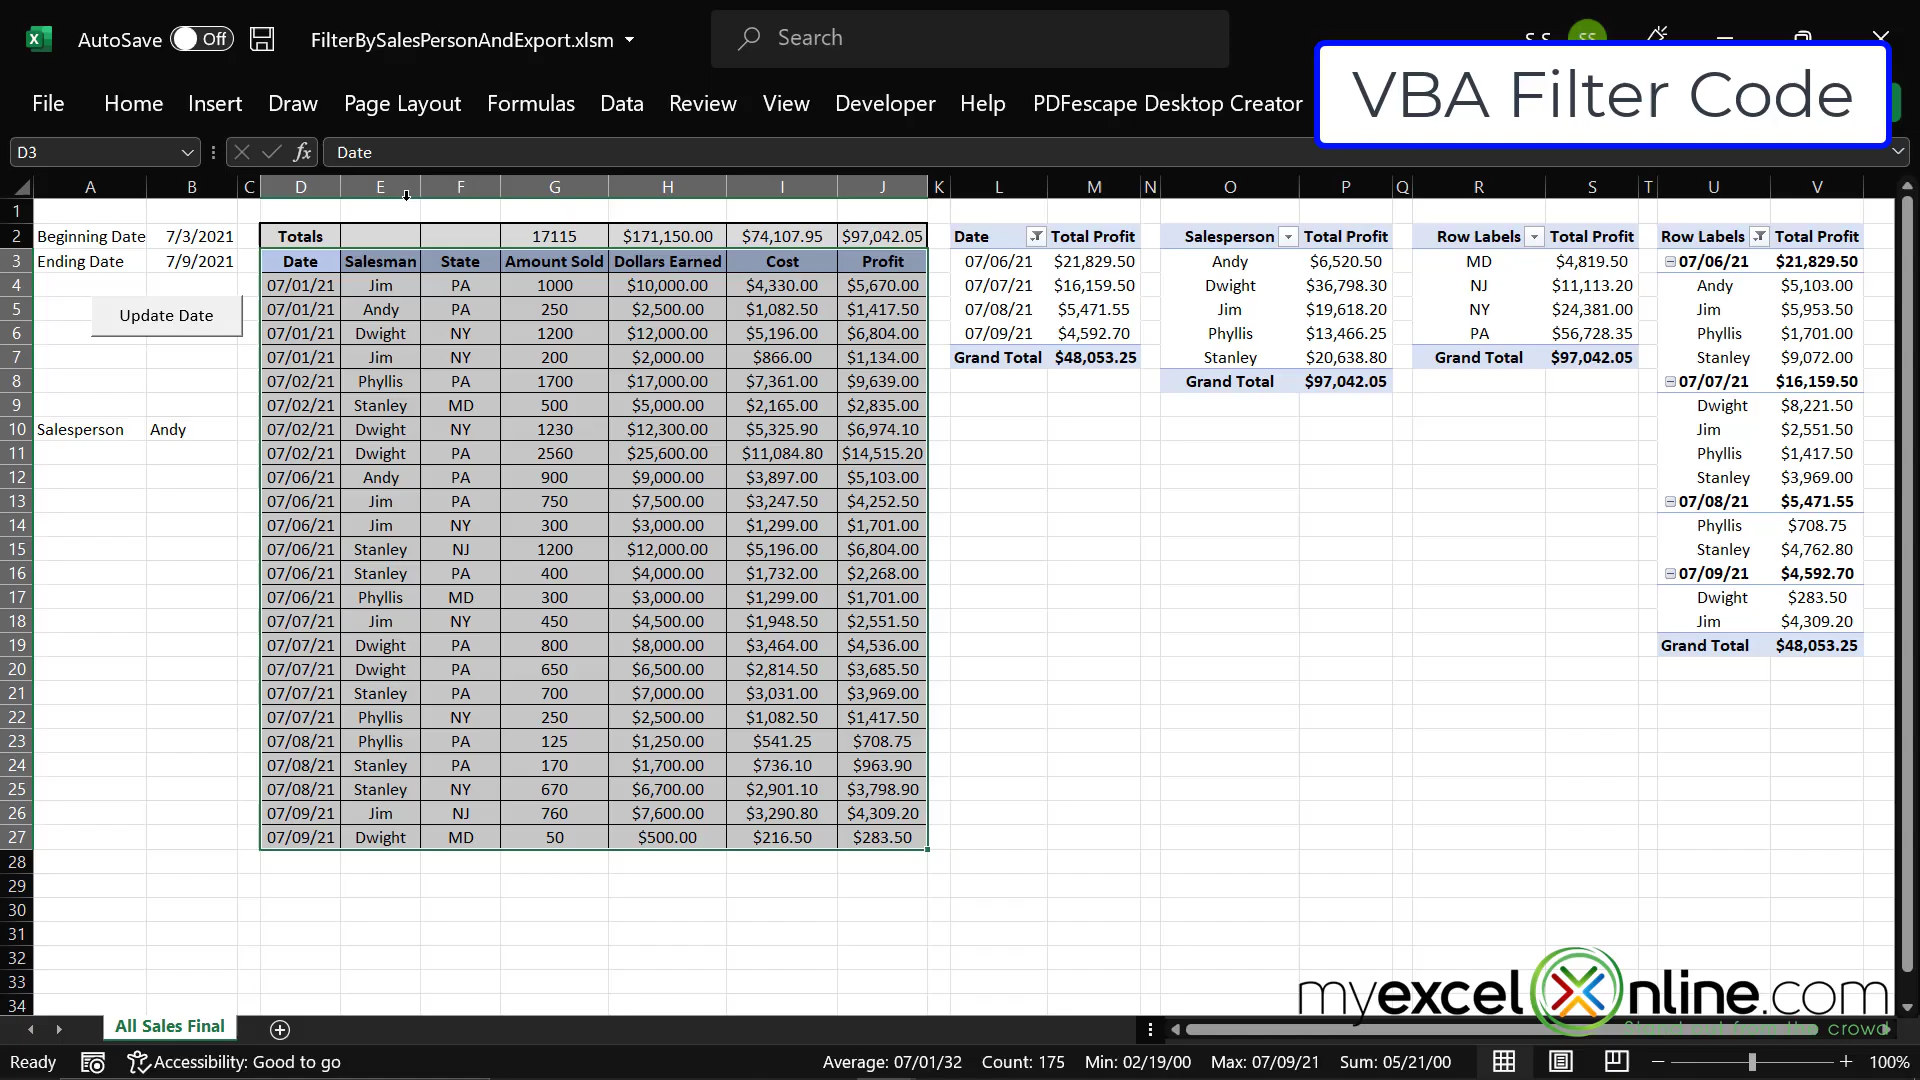 AutoSave Off FilterBySalesPersonAndExport.xlsm Search
VBA Filter Code
File Home Insert Draw Page Layout Formulas Data Review View Developer Help PDFescape Desktop Creator
D3 fx Date
A B C D E F G H I J K L M N O P Q R S T U V
1
2 Beginning Date 7/3/2021 Totals 17115 $171,150.00 $74,107.95 $97,042.05 Date Total Profit Salesperson Total Profit Row Labels Total Profit Row Labels Total Profit
3 Ending Date 7/9/2021 Date Salesman State Amount Sold Dollars Earned Cost Profit 07/06/21 $21,829.50 Andy $6,520.50 MD $4,819.50 07/06/21 $21,829.50
4 07/01/21 Jim PA 1000 $10,000.00 $4,330.00 $5,670.00 07/07/21 $16,159.50 Dwight $36,798.30 NJ $11,113.20 Andy $5,103.00
5 Update Date 07/01/21 Andy PA 250 $2,500.00 $1,082.50 $1,417.50 07/08/21 $5,471.55 Jim $19,618.20 NY $24,381.00 Jim $5,953.50
6 07/01/21 Dwight NY 1200 $12,000.00 $5,196.00 $6,804.00 07/09/21 $4,592.70 Phyllis $13,466.25 PA $56,728.35 Phyllis $1,701.00
7 07/01/21 Jim NY 200 $2,000.00 $866.00 $1,134.00 Grand Total $48,053.25 Stanley $20,638.80 Grand Total $97,042.05 Stanley $9,072.00
8 07/02/21 Phyllis PA 1700 $17,000.00 $7,361.00 $9,639.00 Grand Total $97,042.05 07/07/21 $16,159.50
9 07/02/21 Stanley MD 500 $5,000.00 $2,165.00 $2,835.00 Dwight $8,221.50
10 Salesperson Andy 07/02/21 Dwight NY 1230 $12,300.00 $5,325.90 $6,974.10 Jim $2,551.50
11 07/02/21 Dwight PA 2560 $25,600.00 $11,084.80 $14,515.20 Phyllis $1,417.50
12 07/06/21 Andy PA 900 $9,000.00 $3,897.00 $5,103.00 Stanley $3,969.00
13 07/06/21 Jim PA 750 $7,500.00 $3,247.50 $4,252.50 07/08/21 $5,471.55
14 07/06/21 Jim NY 300 $3,000.00 $1,299.00 $1,701.00 Phyllis $708.75
15 07/06/21 Stanley NJ 1200 $12,000.00 $5,196.00 $6,804.00 Stanley $4,762.80
16 07/06/21 Stanley PA 400 $4,000.00 $1,732.00 $2,268.00 07/09/21 $4,592.70
17 07/06/21 Phyllis MD 300 $3,000.00 $1,299.00 $1,701.00 Dwight $283.50
18 07/07/21 Jim NY 450 $4,500.00 $1,948.50 $2,551.50 Jim $4,309.20
19 07/07/21 Dwight PA 800 $8,000.00 $3,464.00 $4,536.00 Grand Total $48,053.25
20 07/07/21 Dwight PA 650 $6,500.00 $2,814.50 $3,685.50
21 07/07/21 Stanley PA 700 $7,000.00 $3,031.00 $3,969.00
22 07/07/21 Phyllis NY 250 $2,500.00 $1,082.50 $1,417.50
23 07/08/21 Phyllis PA 125 $1,250.00 $541.25 $708.75
24 07/08/21 Stanley PA 170 $1,700.00 $736.10 $963.90
25 07/08/21 Stanley NY 670 $6,700.00 $2,901.10 $3,798.90
26 07/09/21 Jim NJ 760 $7,600.00 $3,290.80 $4,309.20
27 07/09/21 Dwight MD 50 $500.00 $216.50 $283.50
28
29
30
31
32
33
34
myexcelonline.com
All Sales Final
Ready Accessibility: Good to go Average: 07/01/32 Count: 175 Min: 02/19/00 Max: 07/09/21 Sum: 05/21/00 100%